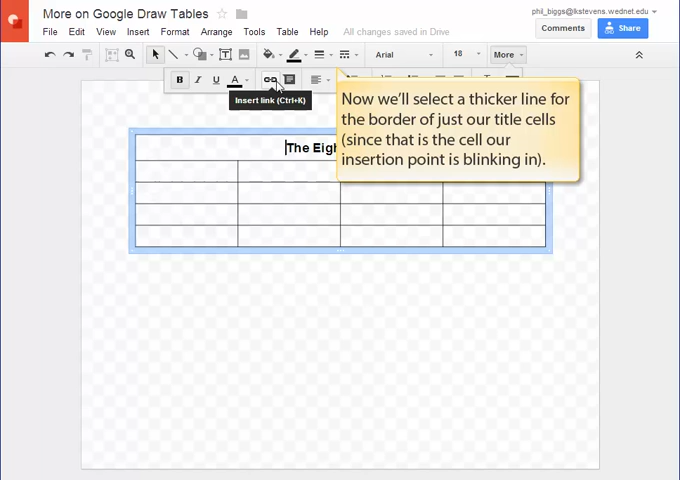 More on Google Draw Tables
phil_biggs@lkstevens.wednet.edu
File Edit View Insert Format Arrange Tools Table Help All changes saved in Drive
Comments
Share
Arial 18 More
B I U A
Insert link (Ctrl+K)
Now we'll select a thicker line for
the border of just our title cells
(since that is the cell our
insertion point is blinking in).
The Eigh